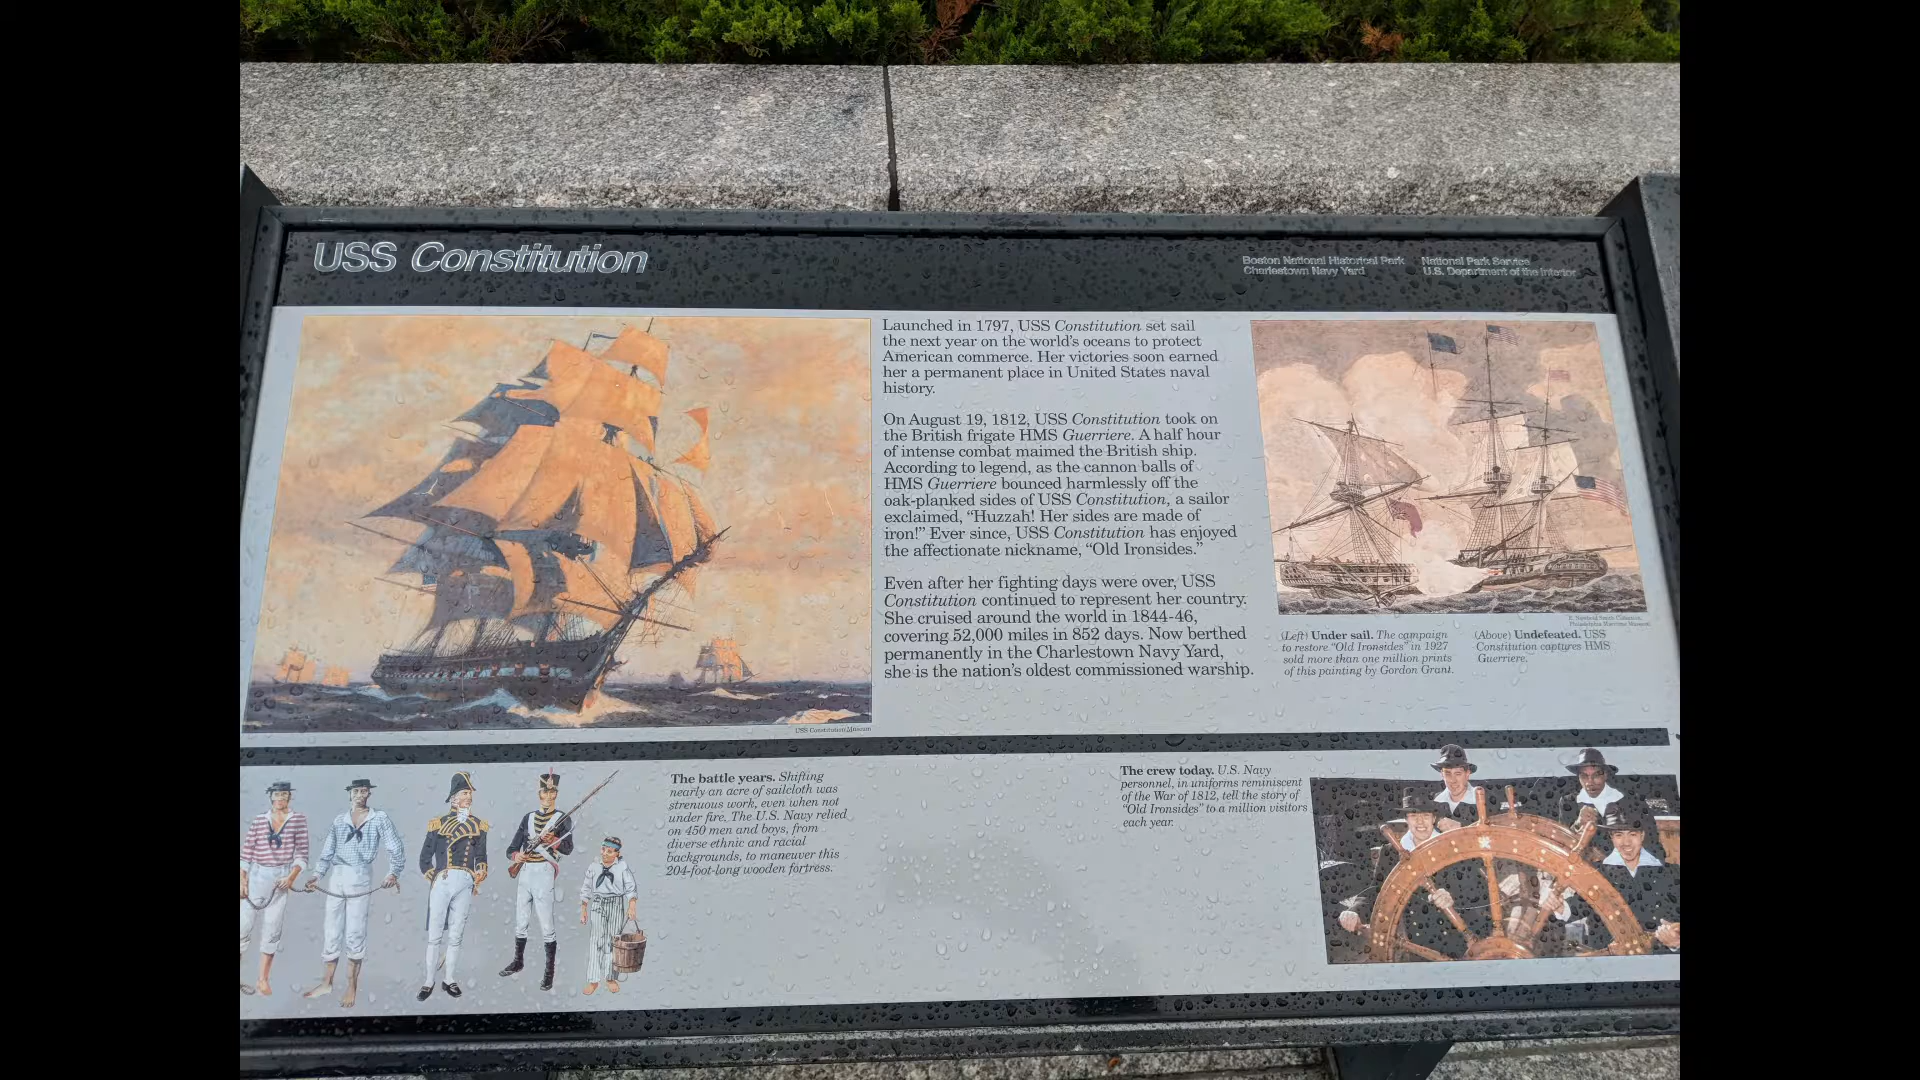 USS Constitution
Boston National Historical Park
Charlestown Navy Yard
National Park Service
U.S. Department of the Interior
Launched in 1797, USS Constitution set sail
the next year on the world's oceans to protect
American commerce. Her victories soon earned
her a permanent place in United States naval
history.
On August 19, 1812, USS Constitution took on
the British frigate HMS Guerriere. A half hour
of intense combat maimed the British ship.
According to legend, as the cannon balls of
HMS Guerriere bounced harmlessly off the
oak-planked sides of USS Constitution, a sailor
exclaimed, “Huzzah! Her sides are made of
iron!” Ever since, USS Constitution has enjoyed
the affectionate nickname, “Old Ironsides.”
Even after her fighting days were over, USS
Constitution continued to represent her country.
She cruised around the world in 1844-46,
covering 52,000 miles in 852 days. Now berthed
permanently in the Charlestown Navy Yard,
she is the nation's oldest commissioned warship.
Philadelphia Maritime Museum
(Left) Under sail. The campaign
to restore “Old Ironsides” in 1927
sold more than one million prints
of this painting by Gordon Grant.
(Above) Undefeated. USS
Constitution captures HMS
Guerriere.
USS Constitution Museum
The battle years. Shifting
nearly an acre of sailcloth was
strenuous work, even when not
under fire. The U.S. Navy relied
on 450 men and boys, from
diverse ethnic and racial
backgrounds, to maneuver this
204-foot-long wooden fortress.
The crew today. U.S. Navy
personnel, in uniforms reminiscent
of the War of 1812, tell the story of
“Old Ironsides” to a million visitors
each year.